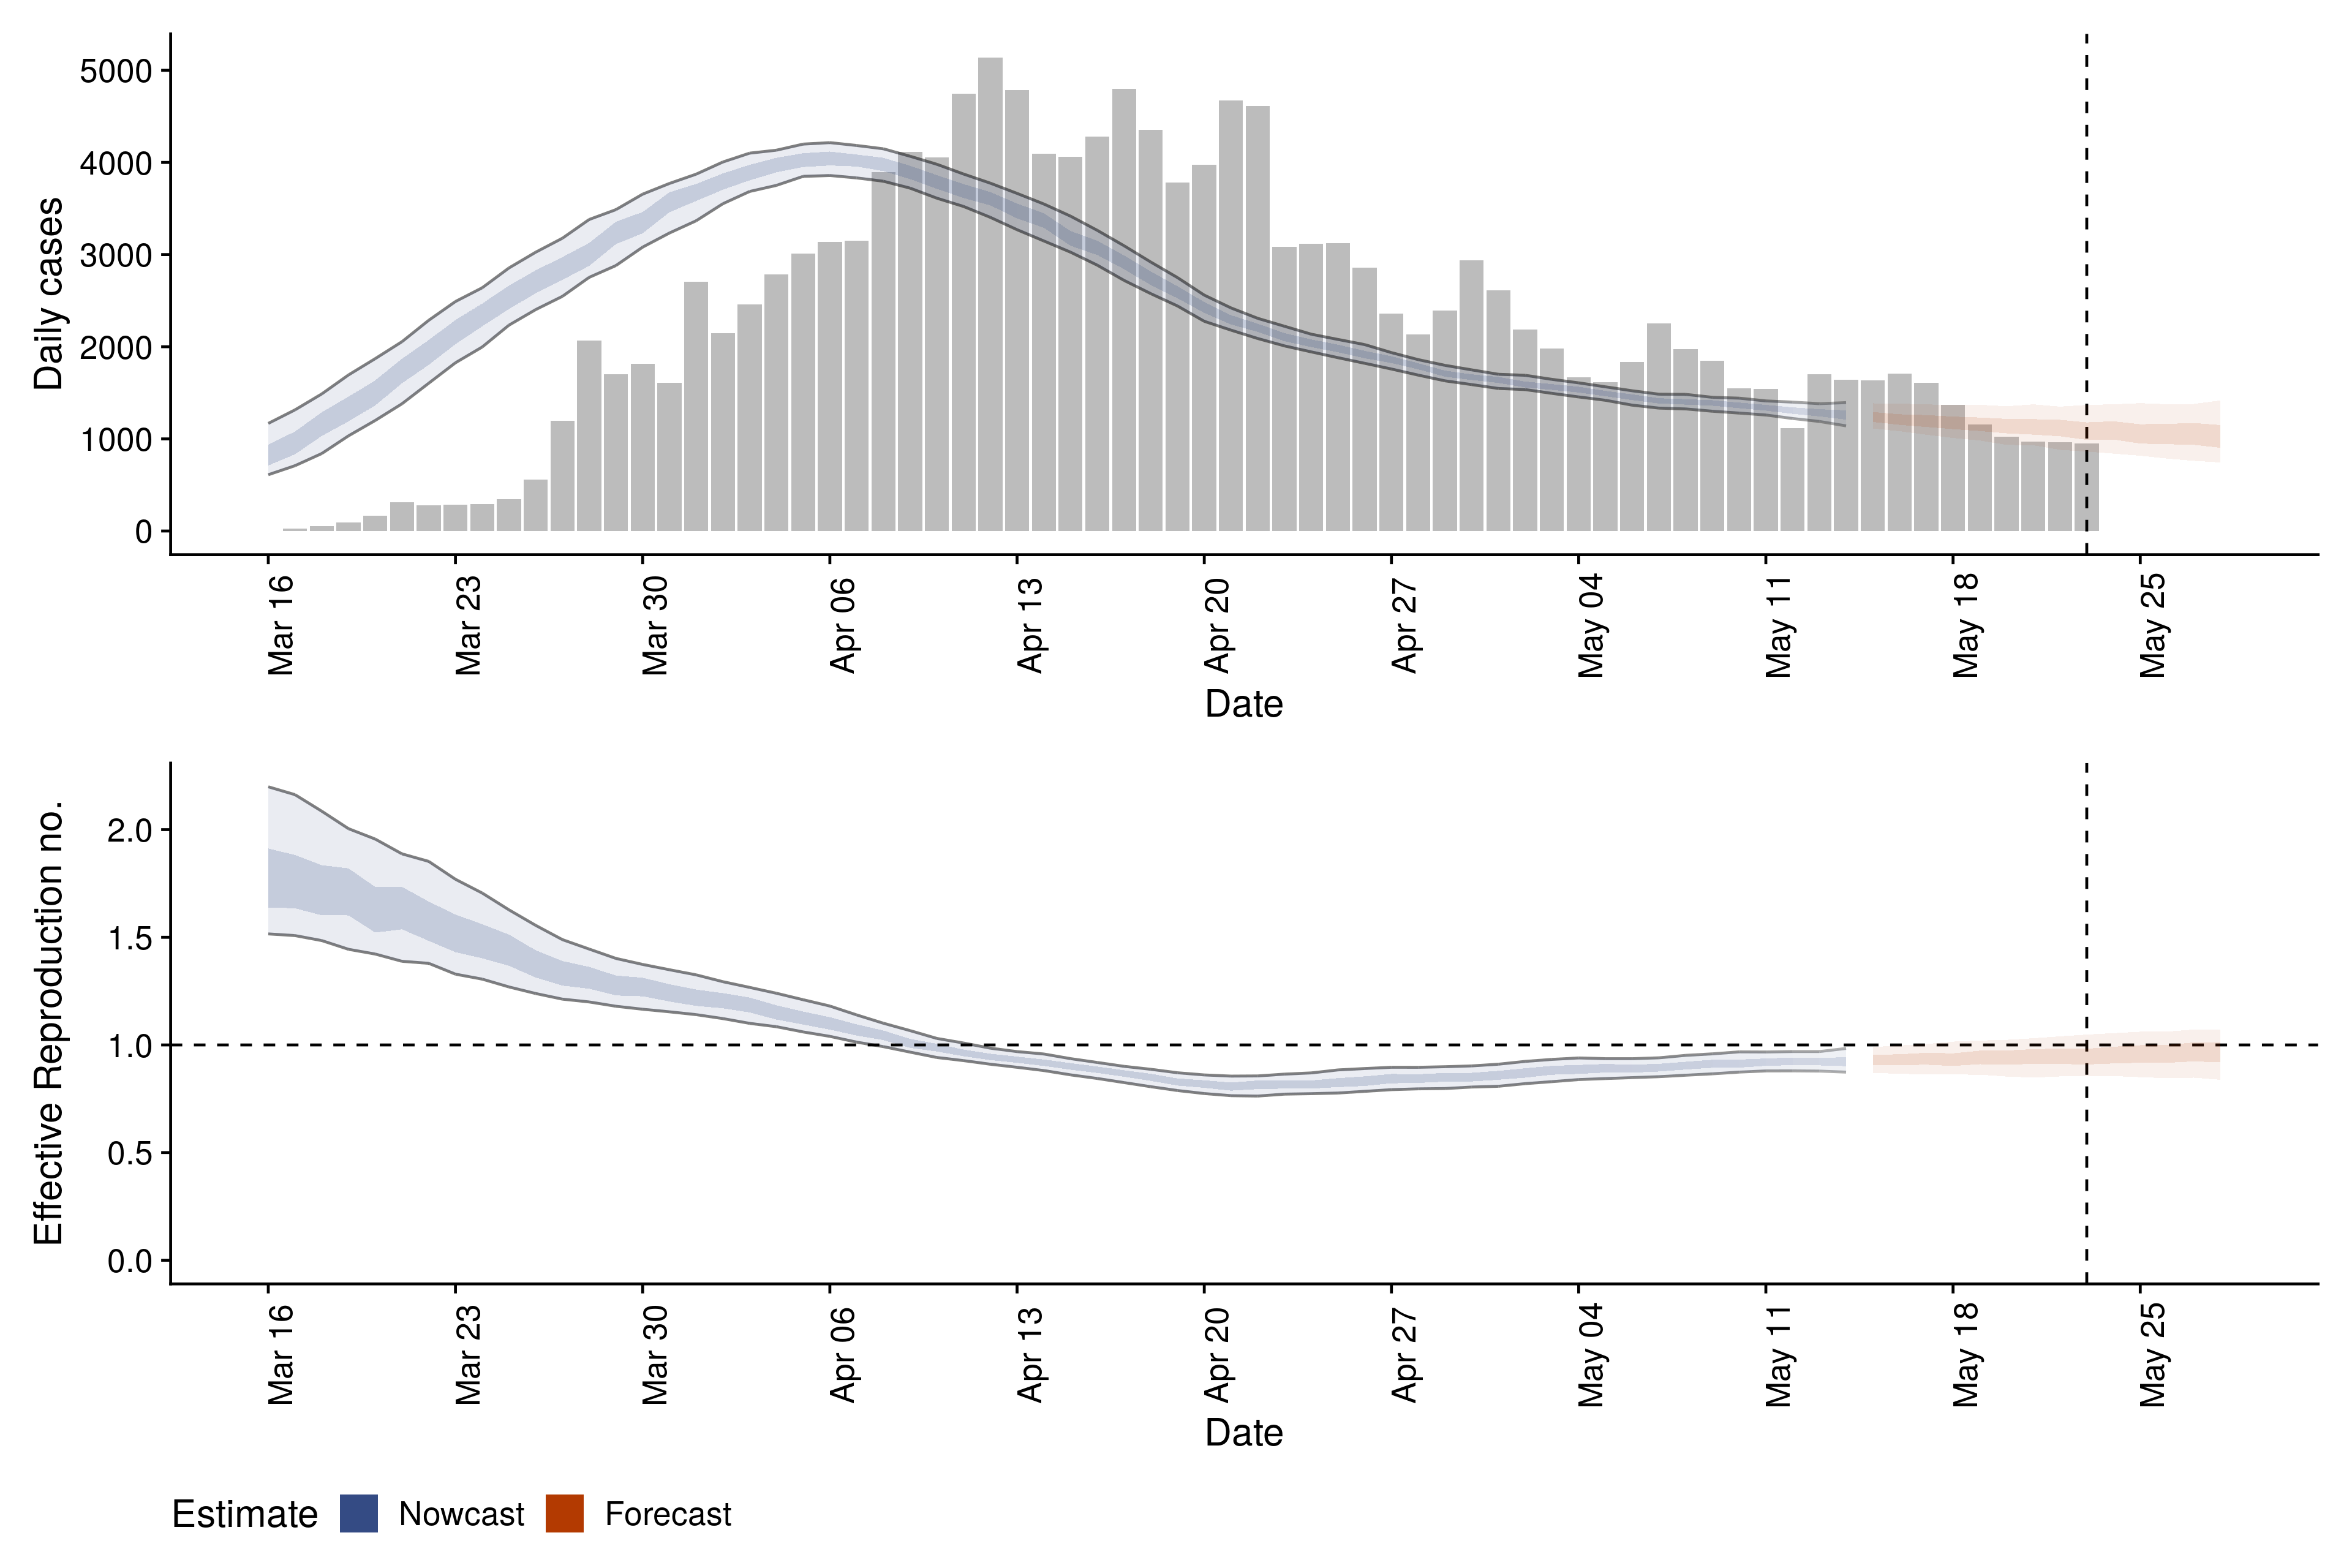 Daily cases
5000
4000
3000
2000
1000
0
Mar 16
Mar 23
Mar 30
Apr 06
Apr 13
Apr 20
Apr 27
May 04
May 11
May 18
May 25
Date
Effective Reproduction no.
2.0
1.5
1.0
0.5
0.0
Mar 16
Mar 23
Mar 30
Apr 06
Apr 13
Apr 20
Apr 27
May 04
May 11
May 18
May 25
Date
Estimate Nowcast Forecast